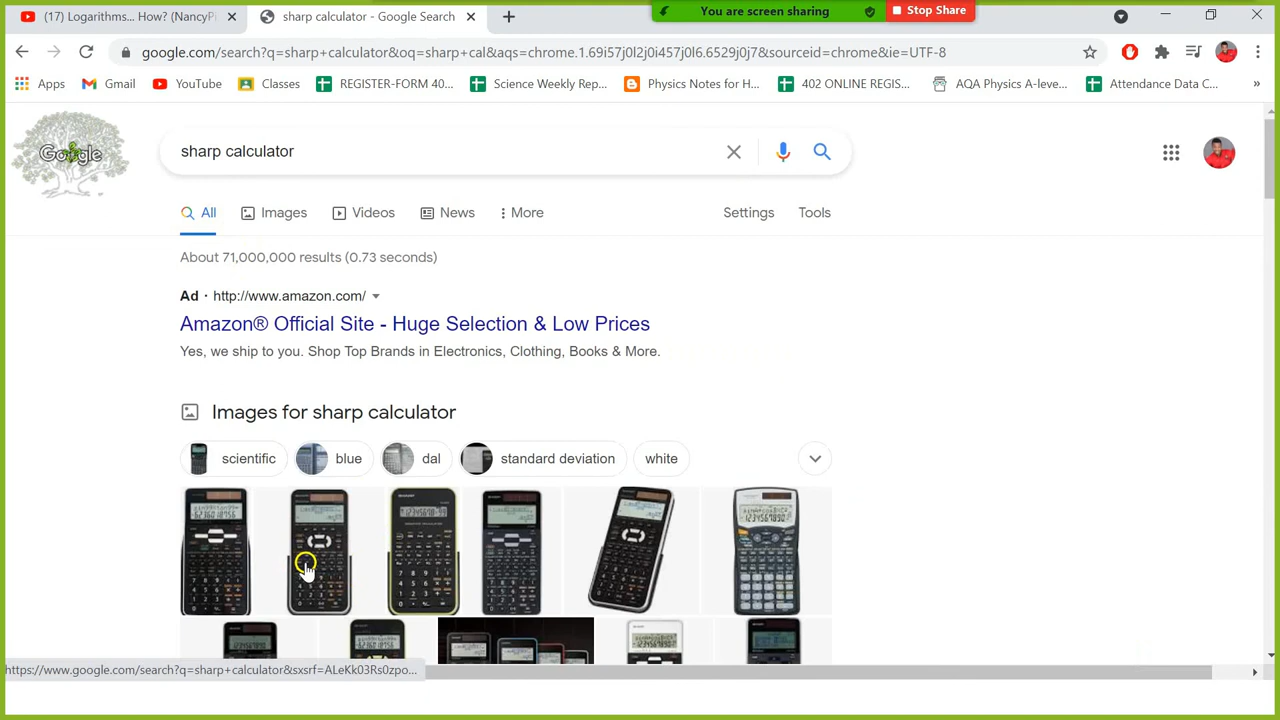 (17) Logarithms... How? (NancyP
sharp calculator - Google Search
You are screen sharing
Stop Share
google.com/search?q=sharp+calculator&oq=sharp+cal&aqs=chrome.1.69i57j0l2j0i457j0l6.6529j0j7&sourceid=chrome&ie=UTF-8
Apps
Gmail
YouTube
Classes
REGISTER-FORM 40...
Science Weekly Rep...
Physics Notes for H...
402 ONLINE REGIS...
AQA Physics A-leve...
Attendance Data C...
»
Google
sharp calculator
All
Images
Videos
News
More
Settings
Tools
About 71,000,000 results (0.73 seconds)
Ad · http://www.amazon.com/
Amazon® Official Site - Huge Selection & Low Prices
Yes, we ship to you. Shop Top Brands in Electronics, Clothing, Books & More.
Images for sharp calculator
scientific
blue
dal
standard deviation
white
https://www.google.com/search?q=sharp+calculator&sxsrf=ALeKk03Rs0zpo...